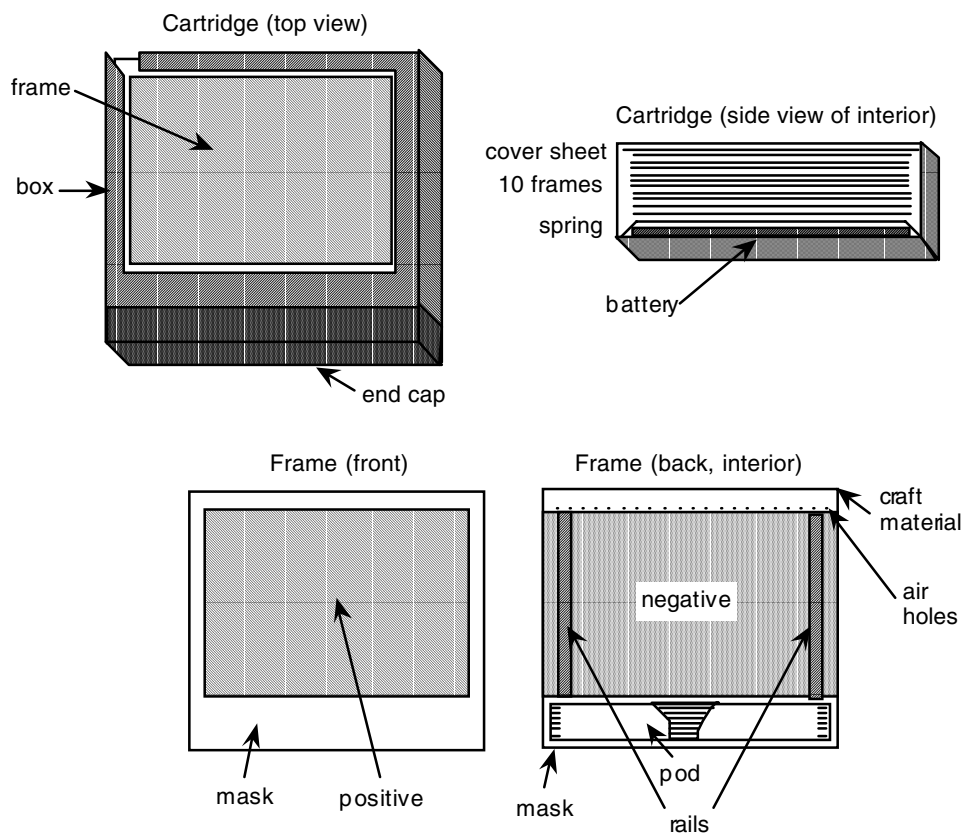 Cartridge (top view)
frame
box
end cap
Cartridge (side view of interior)
cover sheet
10 frames
spring
battery
Frame (front)
mask
positive
Frame (back, interior)
craft
material
air
holes
negative
pod
mask
rails